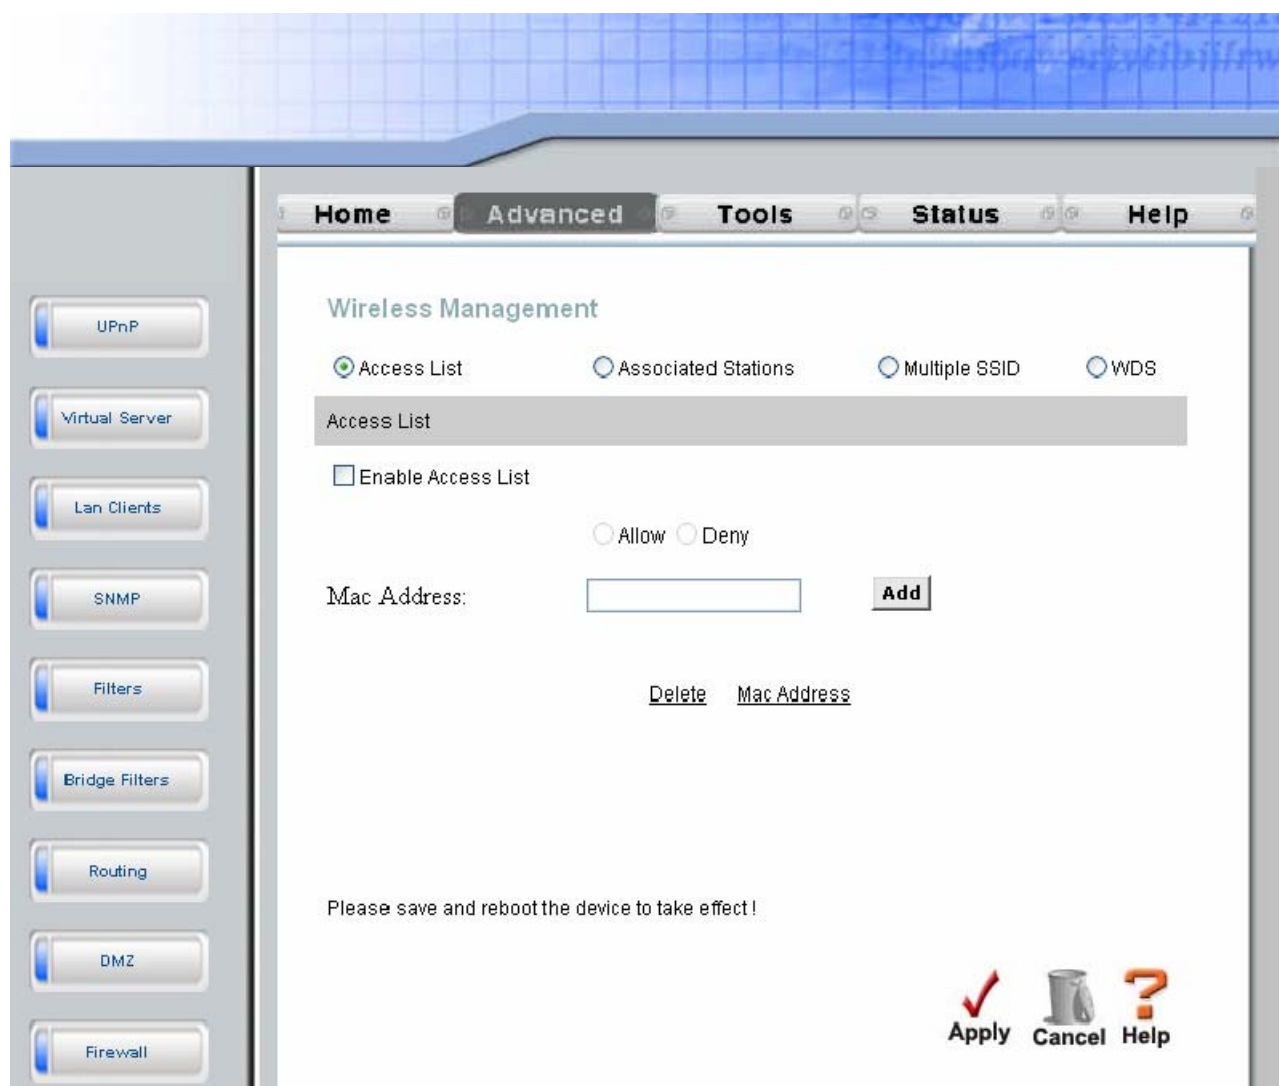 Home Advanced Tools Status Help
UPnP
Virtual Server
Lan Clients
SNMP
Filters
Bridge Filters
Routing
DMZ
Firewall
Wireless Management
Access List Associated Stations Multiple SSID WDS
Access List
Enable Access List
Allow Deny
Mac Address: Add
Delete Mac Address
Please save and reboot the device to take effect !
Apply Cancel Help